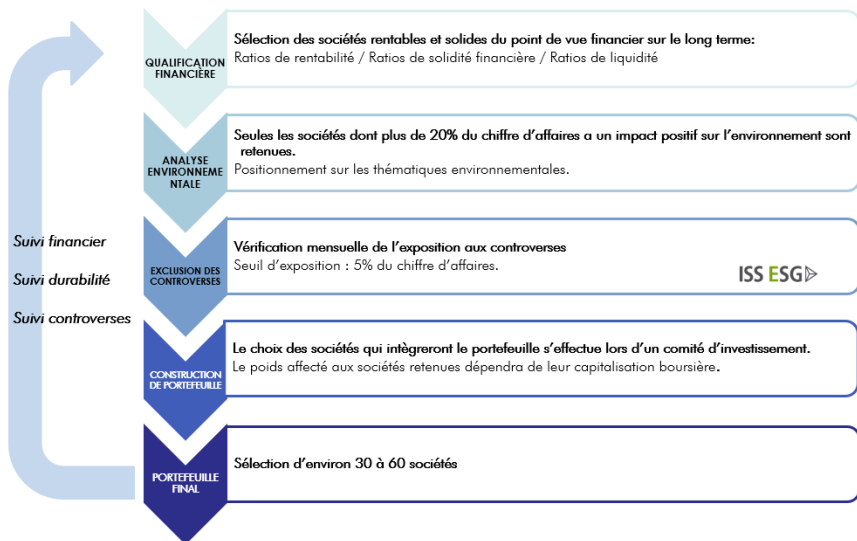 QUALIFICATION
FINANCIÈRE
Sélection des sociétés rentables et solides du point de vue financier sur le long terme:
Ratios de rentabilité / Ratios de solidité financière / Ratios de liquidité
ANALYSE
ENVIRONNEME
NTALE
Seules les sociétés dont plus de 20% du chiffre d'affaires a un impact positif sur l'environnement sont
retenues.
Positionnement sur les thématiques environnementales.
Suivi financier
Suivi durabilité
Suivi controverses
EXCLUSION DES
CONTROVERSES
Vérification mensuelle de l'exposition aux controverses
Seuil d'exposition : 5% du chiffre d'affaires.
ISS ESG
CONSTRUCTION
DE PORTEFEUILLE
Le choix des sociétés qui intègreront le portefeuille s'effectue lors d'un comité d'investissement.
Le poids affecté aux sociétés retenues dépendra de leur capitalisation boursière.
PORTEFEUILLE
FINAL
Sélection d'environ 30 à 60 sociétés